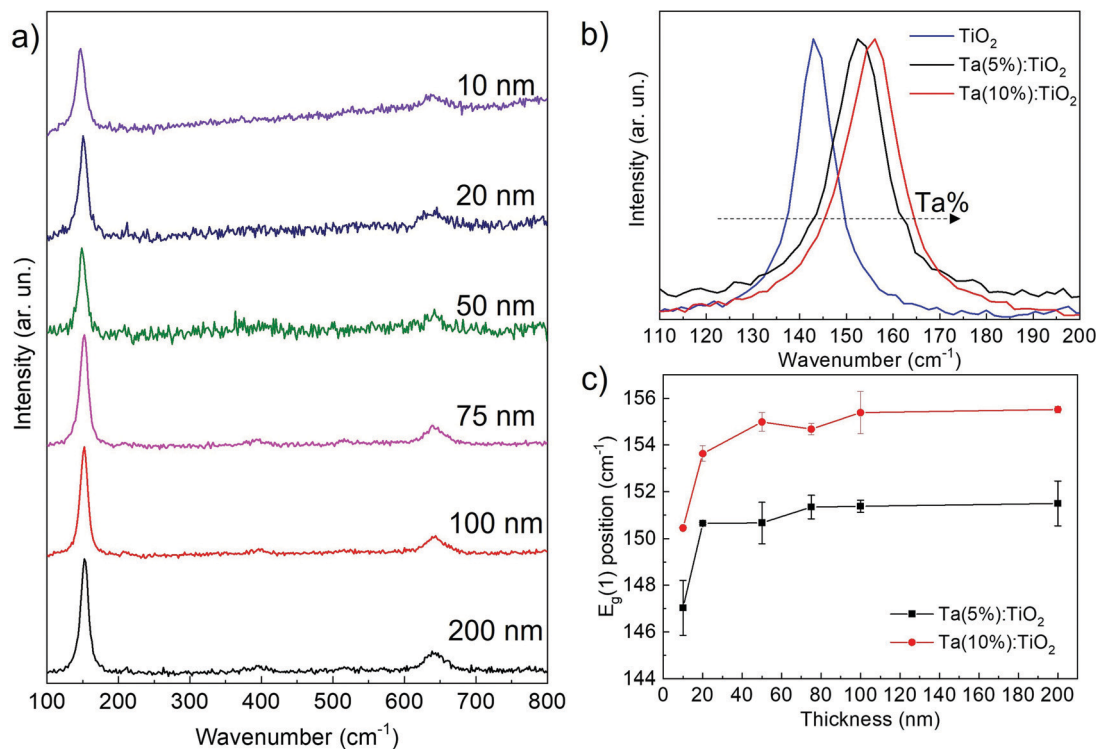 a)
10 nm
20 nm
50 nm
75 nm
100 nm
200 nm
Intensity (ar. un.)
100 200 300 400 500 600 700 800
Wavenumber (cm⁻¹)
b)
TiO₂
Ta(5%):TiO₂
Ta(10%):TiO₂
Ta%
Intensity (ar. un.)
110 120 130 140 150 160 170 180 190 200
Wavenumber (cm⁻¹)
c)
156
154
152
151
148
146
144
E_g(1) position (cm⁻¹)
Ta(5%):TiO₂
Ta(10%):TiO₂
0 20 40 60 80 100 120 140 160 180 200
Thickness (nm)